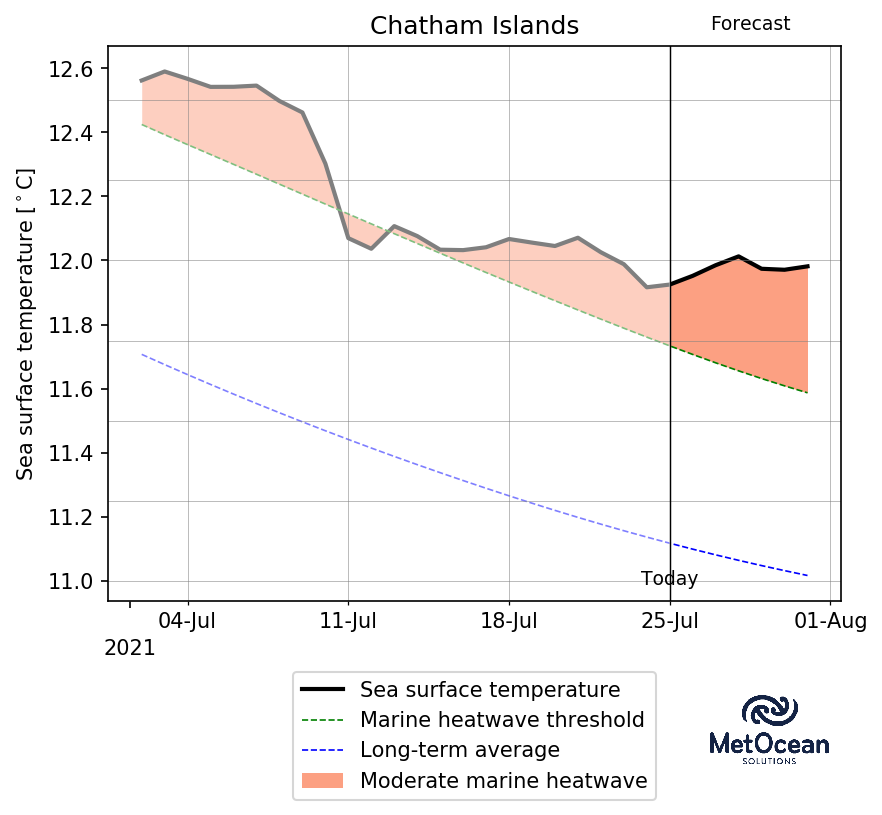 Chatham Islands
Forecast
Sea surface temperature [°C]
12.6
12.4
12.2
12.0
11.8
11.6
11.4
11.2
11.0
Today
04-Jul
11-Jul
18-Jul
25-Jul
01-Aug
2021
Sea surface temperature
Marine heatwave threshold
Long-term average
Moderate marine heatwave
MetOcean
SOLUTIONS